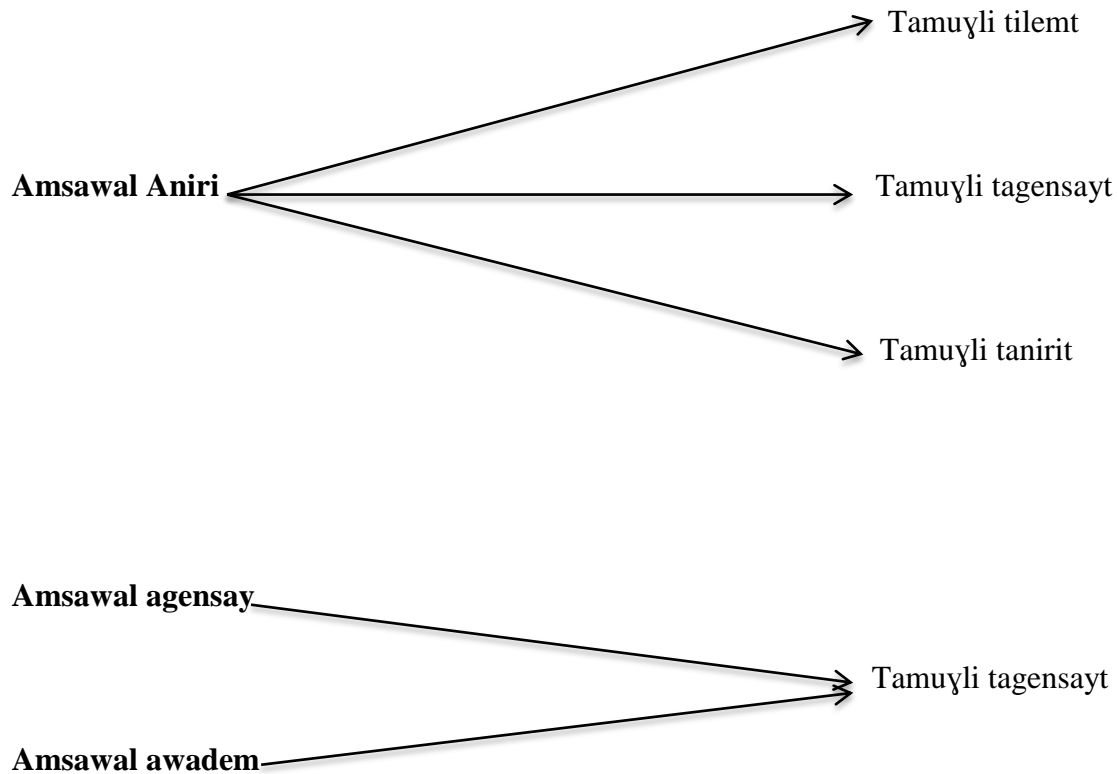 Tamuɣli tilemt
Amsawal Aniri
Tamuɣli tagensayt
Tamuɣli tanirit
Amsawal agensay
Tamuɣli tagensayt
Amsawal awadem